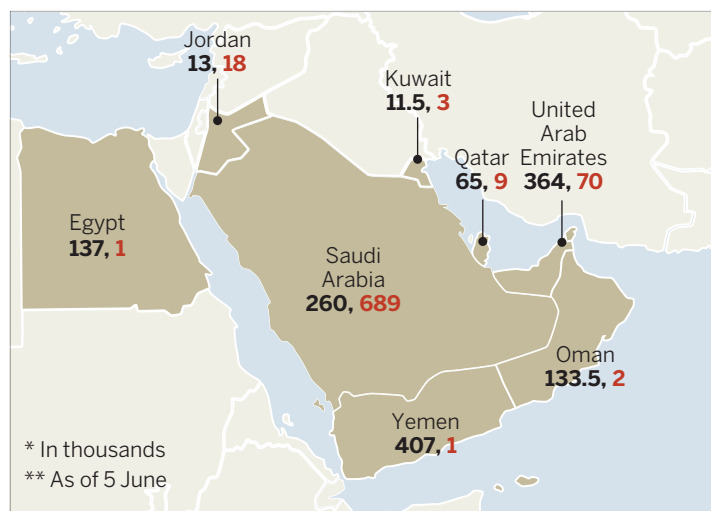 Jordan
13, 18
Kuwait
11.5, 3
United
Arab
Emirates
364, 70
Qatar
65, 9
Egypt
137, 1
Saudi
Arabia
260, 689
Oman
133.5, 2
Yemen
407, 1
* In thousands
** As of 5 June